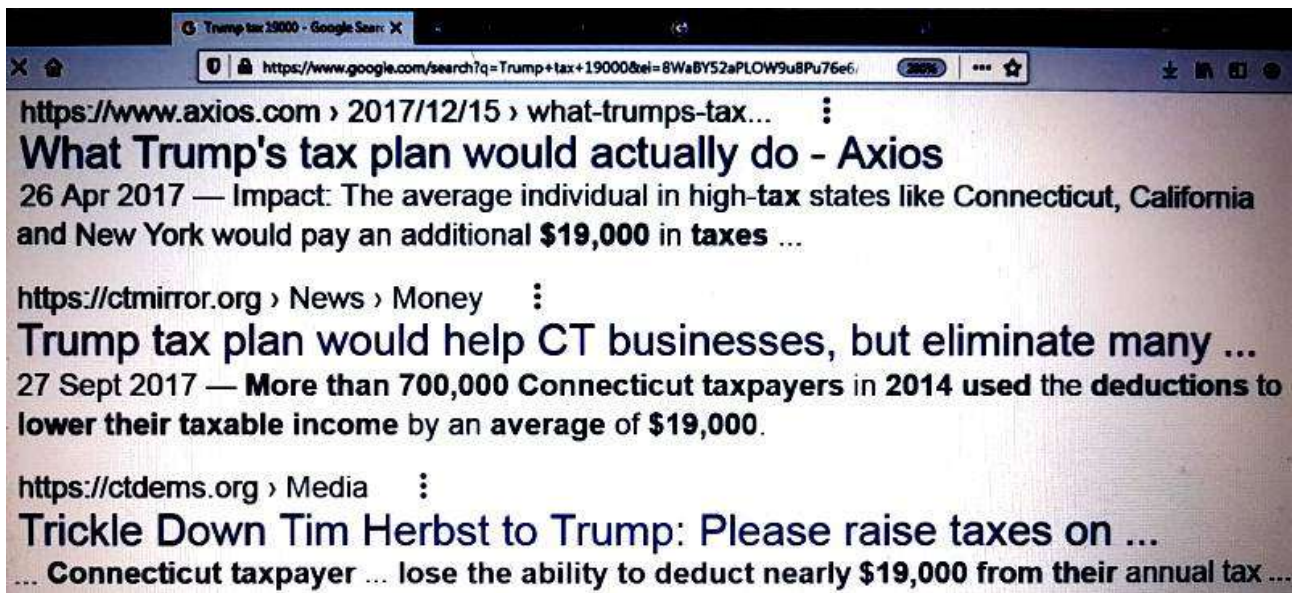 Trump tax 19000 - Google Searc
https://www.google.com/search?q=Trump+tax+19000&ei=8WaBY52aPLOW9u8Pu76e6
https://www.axios.com › 2017/12/15 › what-trumps-tax...
What Trump's tax plan would actually do - Axios
26 Apr 2017 — Impact: The average individual in high-tax states like Connecticut, California
and New York would pay an additional $19,000 in taxes ...
https://ctmirror.org › News › Money
Trump tax plan would help CT businesses, but eliminate many ...
27 Sept 2017 — More than 700,000 Connecticut taxpayers in 2014 used the deductions to
lower their taxable income by an average of $19,000.
https://ctdems.org › Media
Trickle Down Tim Herbst to Trump: Please raise taxes on ...
... Connecticut taxpayer ... lose the ability to deduct nearly $19,000 from their annual tax ...